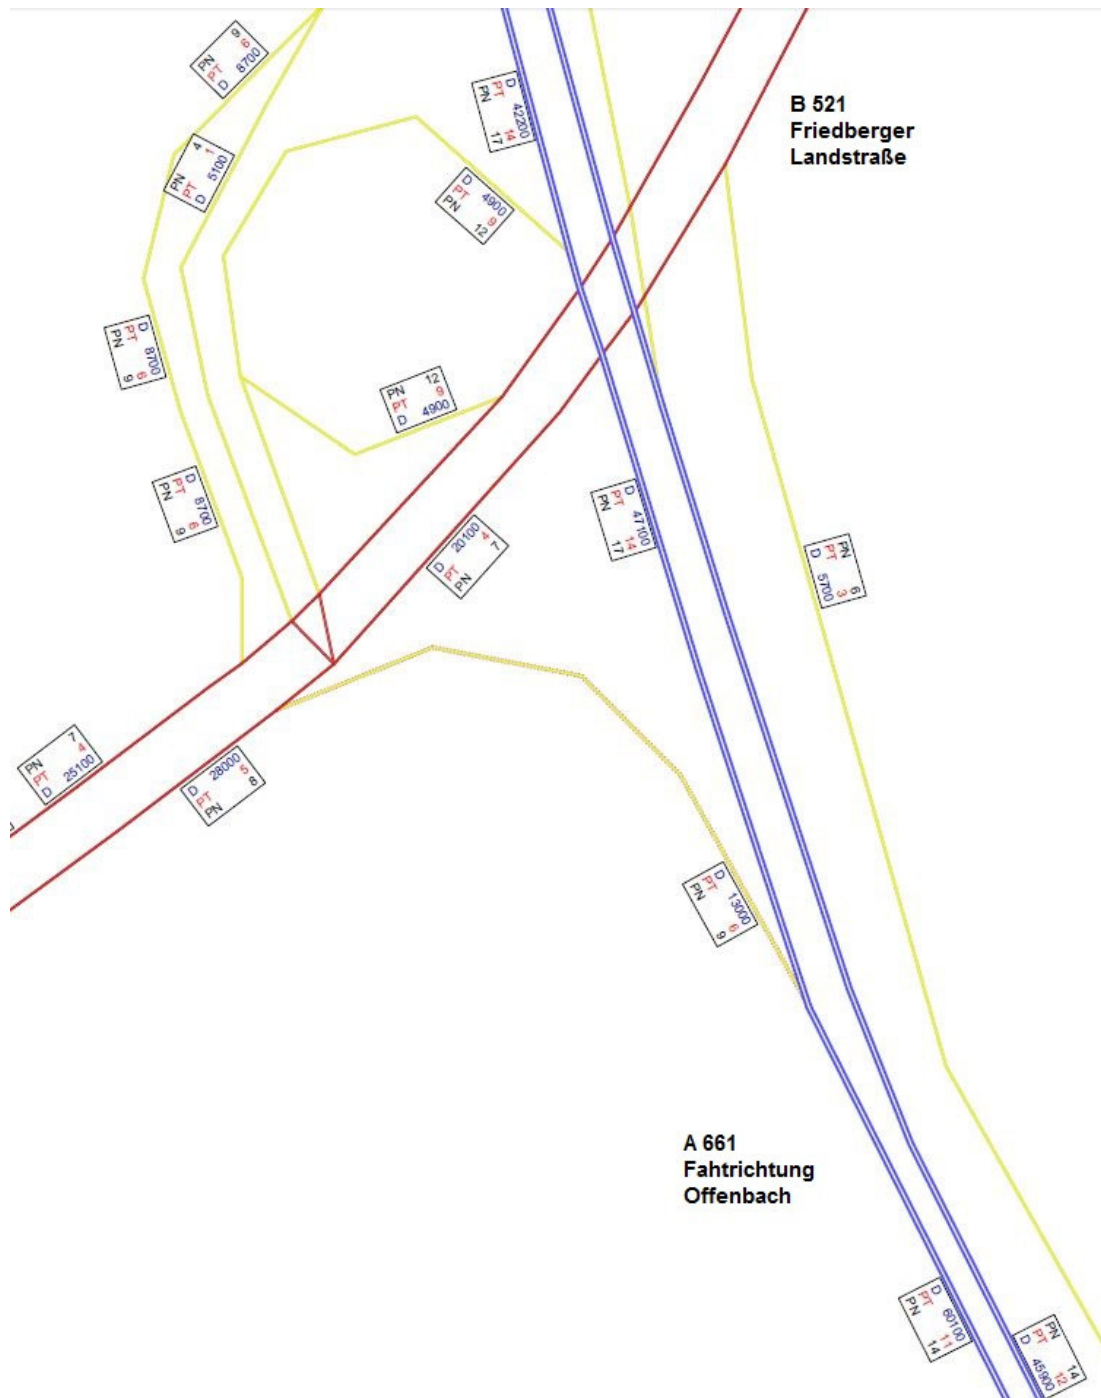 PN 9
PT 6
D 8700
PN 4
PT 1
D 5100
D 42200
PT 14
PN 17
B 521
Friedberger
Landstraße
D 4900
PT 9
PN 12
D 8700
PT 6
PN 9
PN 12
PT 9
D 4900
D 8700
PT 6
PN 9
D 47100
PT 14
PN 17
D 20100
PT 4
PN 7
PN 6
PT 3
D 5700
PN 7
PT 4
D 25100
D 28000
PT 5
PN 8
D 13000
PT 6
PN 9
A 661
Fahtrichtung
Offenbach
D 60100
PT 11
PN 14
PN 14
PT 12
D 45900